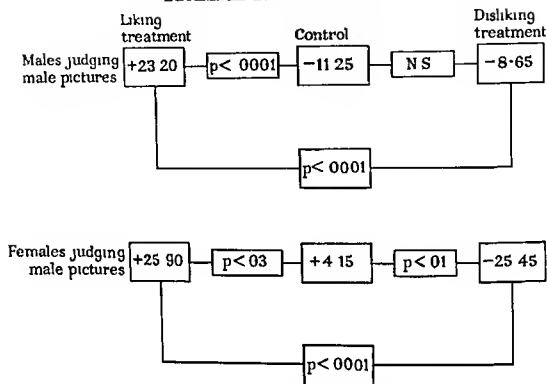 Liking
treatment
Control
Disliking
treatment
Males judging
male pictures
+23 20
p< 0001
-11 25
N S
-8·65
p< 0001
Females judging
male pictures
+25 90
p< 03
+4 15
p< 01
-25 45
p< 0001